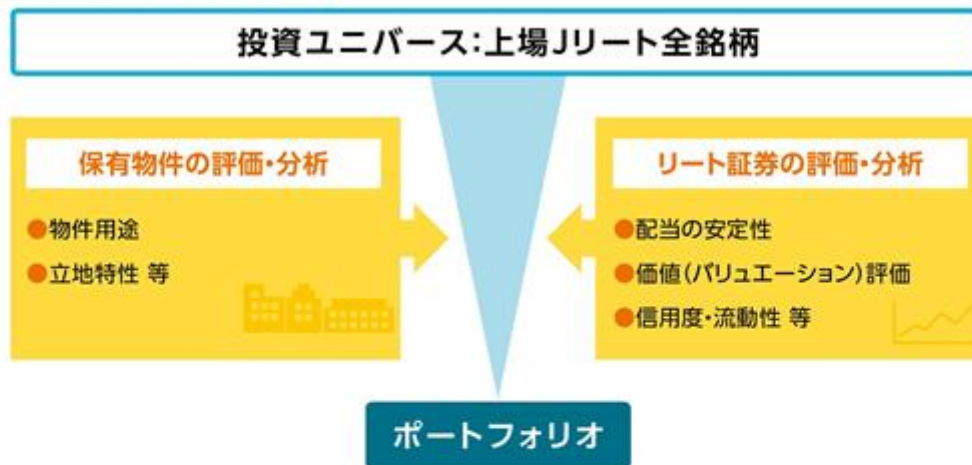 投資ユニバース:上場Jリート全銘柄
保有物件の評価・分析
●物件用途
●立地特性 等
リート証券の評価・分析
●配当の安定性
●価値(バリュエーション)評価
●信用度・流動性 等
ポートフォリオ